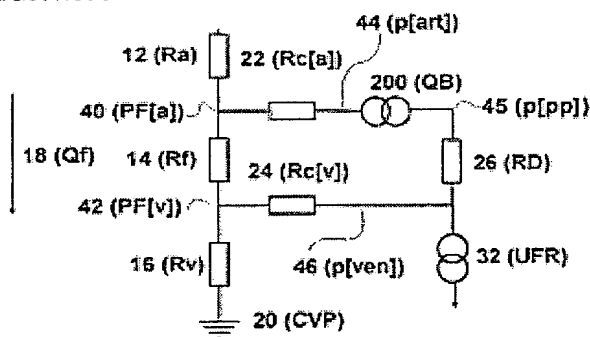 44 (p[art])
12 (Ra)
22 (Rc[a])
200 (QB)
40 (PF[a])
45 (p[pp])
18 (Qf)
14 (Rf)
24 (Rc[v])
26 (RD)
42 (PF[v])
16 (Rv)
46 (p[ven])
32 (UFR)
20 (CVP)